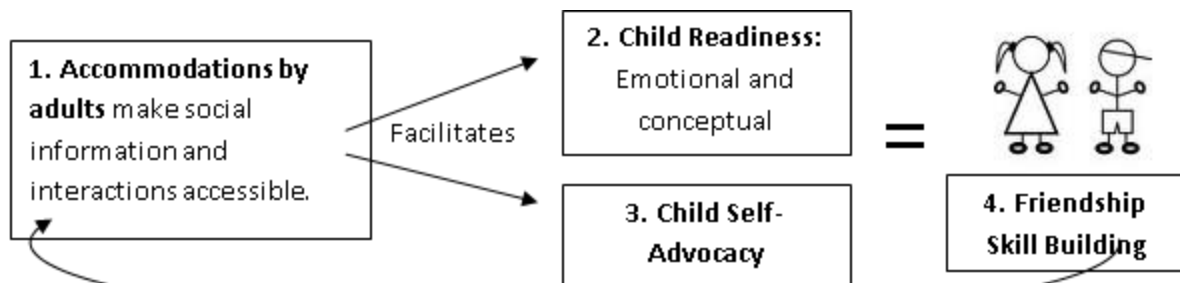 1. Accommodations by
adults make social
information and
interactions accessible.
Facilitates
2. Child Readiness:
Emotional and
conceptual
3. Child Self-
Advocacy
=
4. Friendship
Skill Building